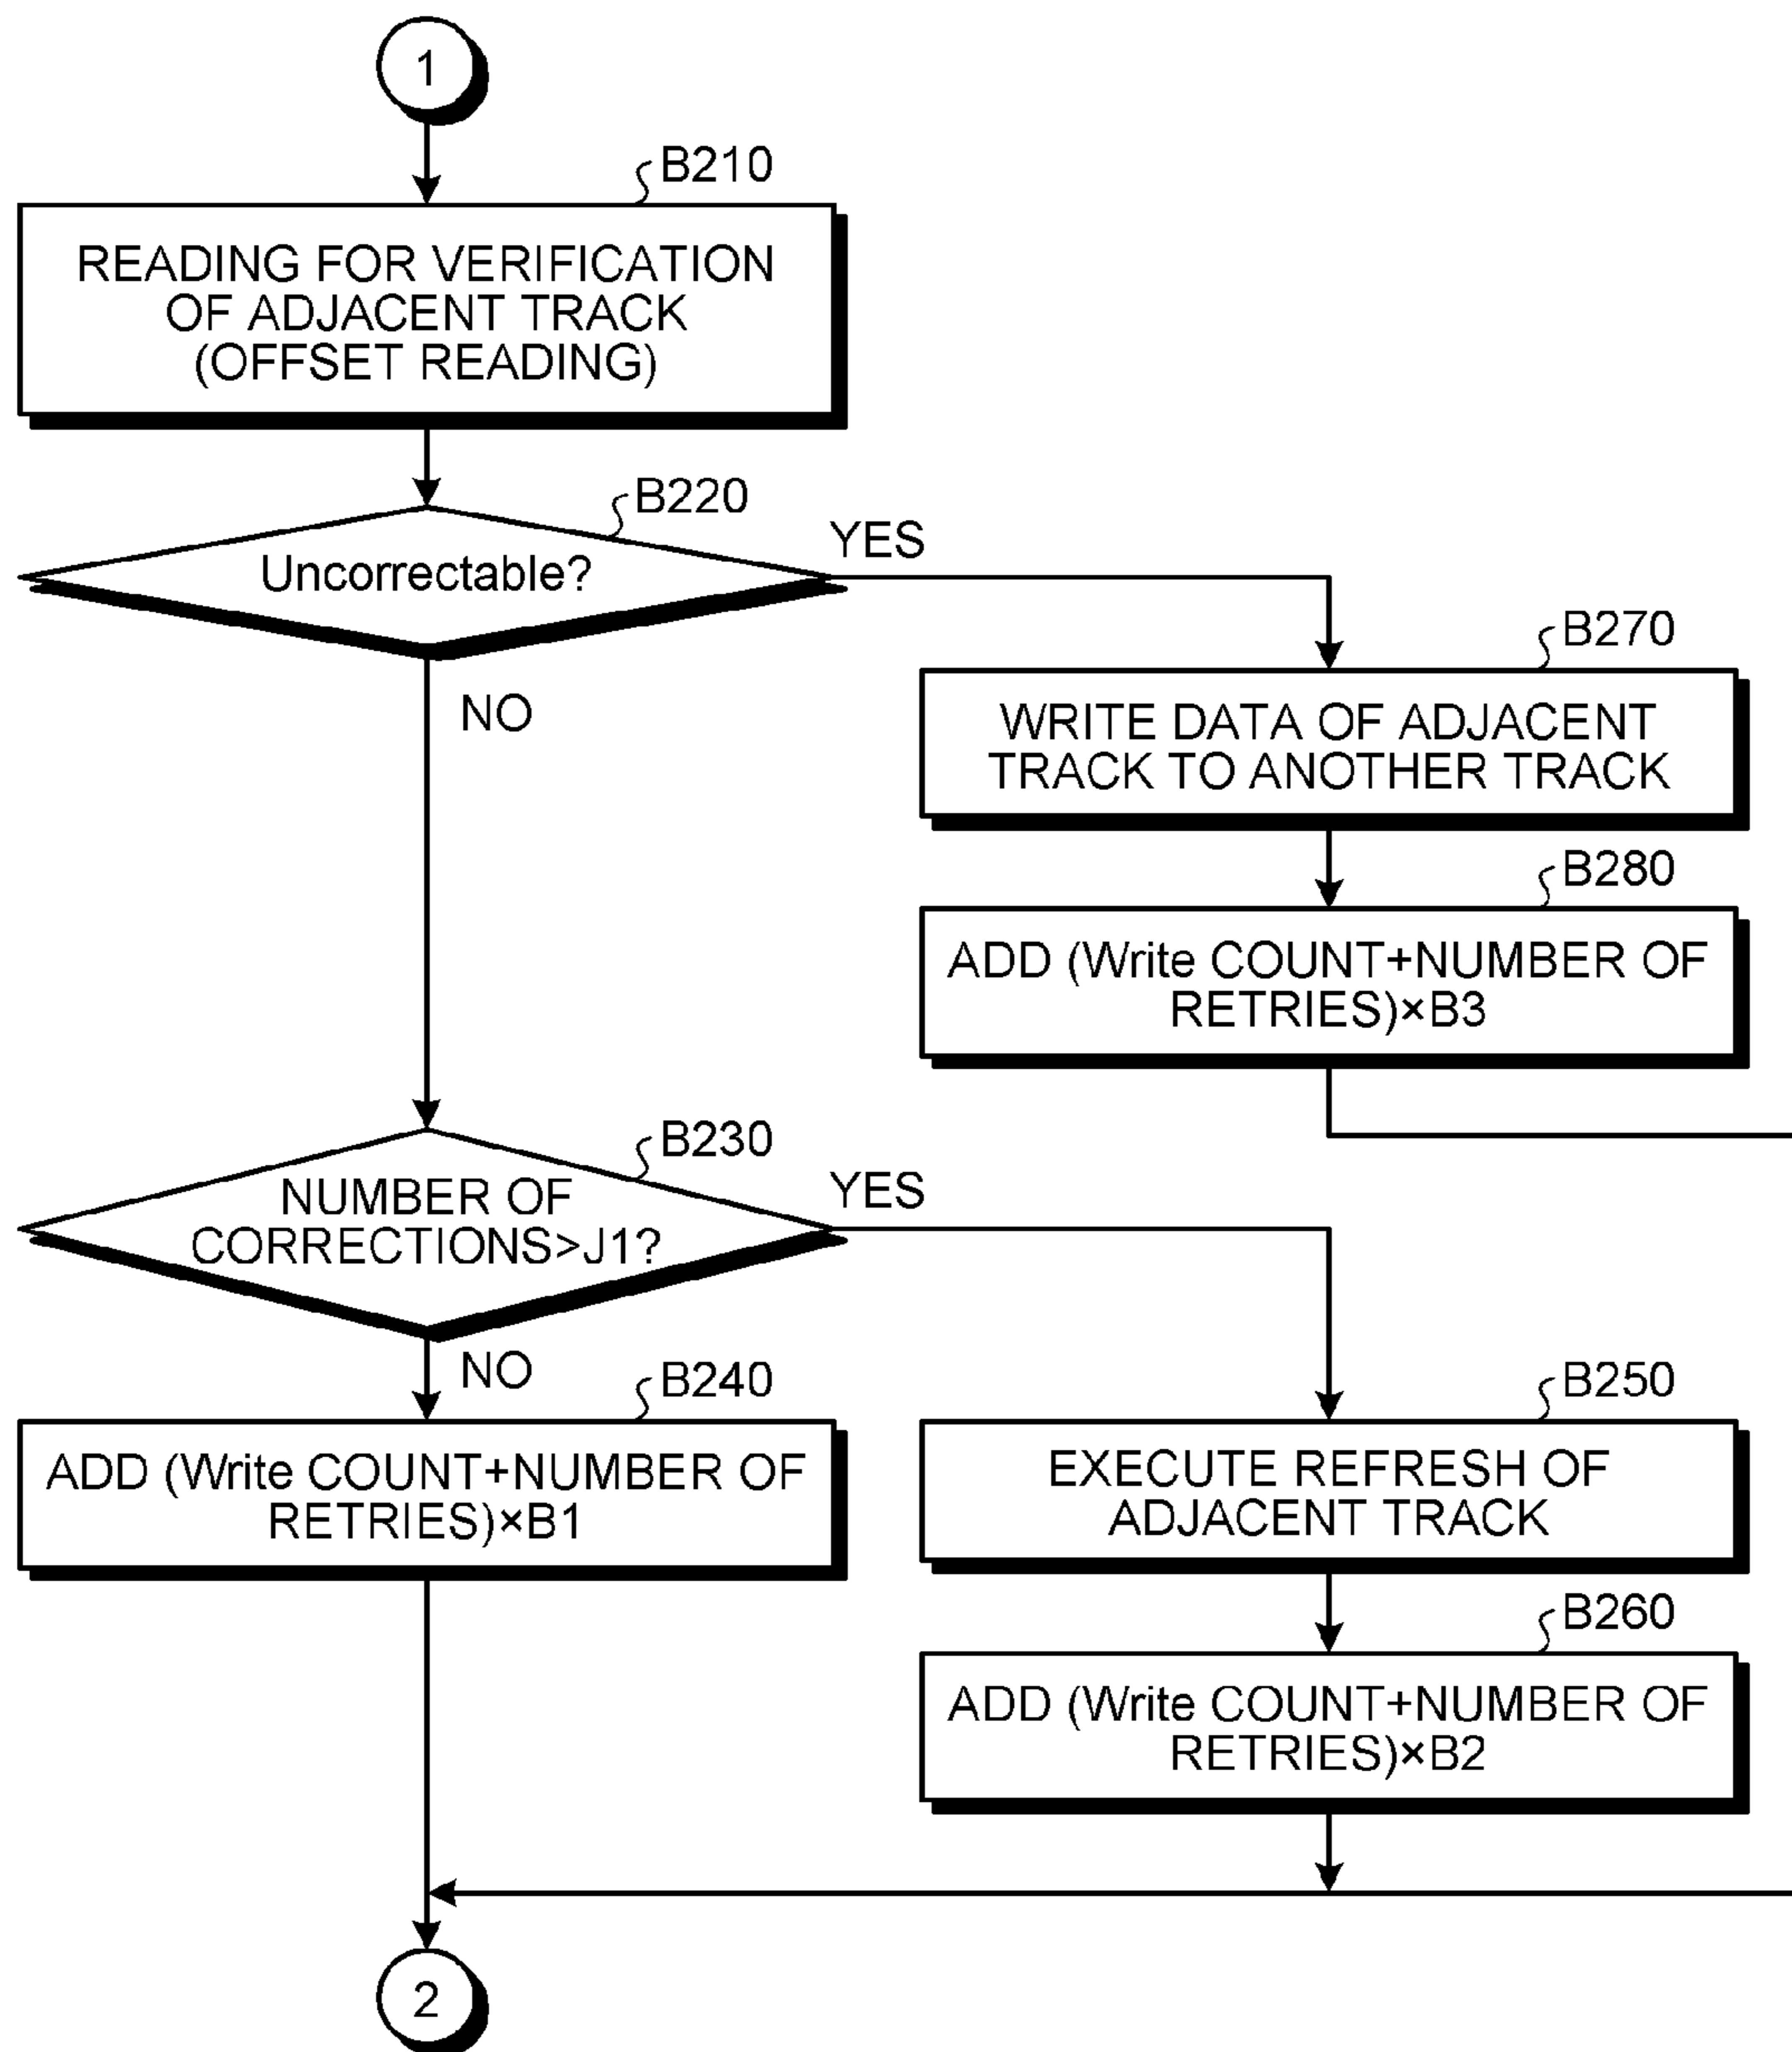 1
B210
READING FOR VERIFICATION
OF ADJACENT TRACK
(OFFSET READING)
B220
Uncorrectable?
YES
NO
B270
WRITE DATA OF ADJACENT
TRACK TO ANOTHER TRACK
B280
ADD (Write COUNT+NUMBER OF
RETRIES)×B3
B230
NUMBER OF
CORRECTIONS>J1?
YES
NO
B240
ADD (Write COUNT+NUMBER OF
RETRIES)×B1
B250
EXECUTE REFRESH OF
ADJACENT TRACK
B260
ADD (Write COUNT+NUMBER OF
RETRIES)×B2
2